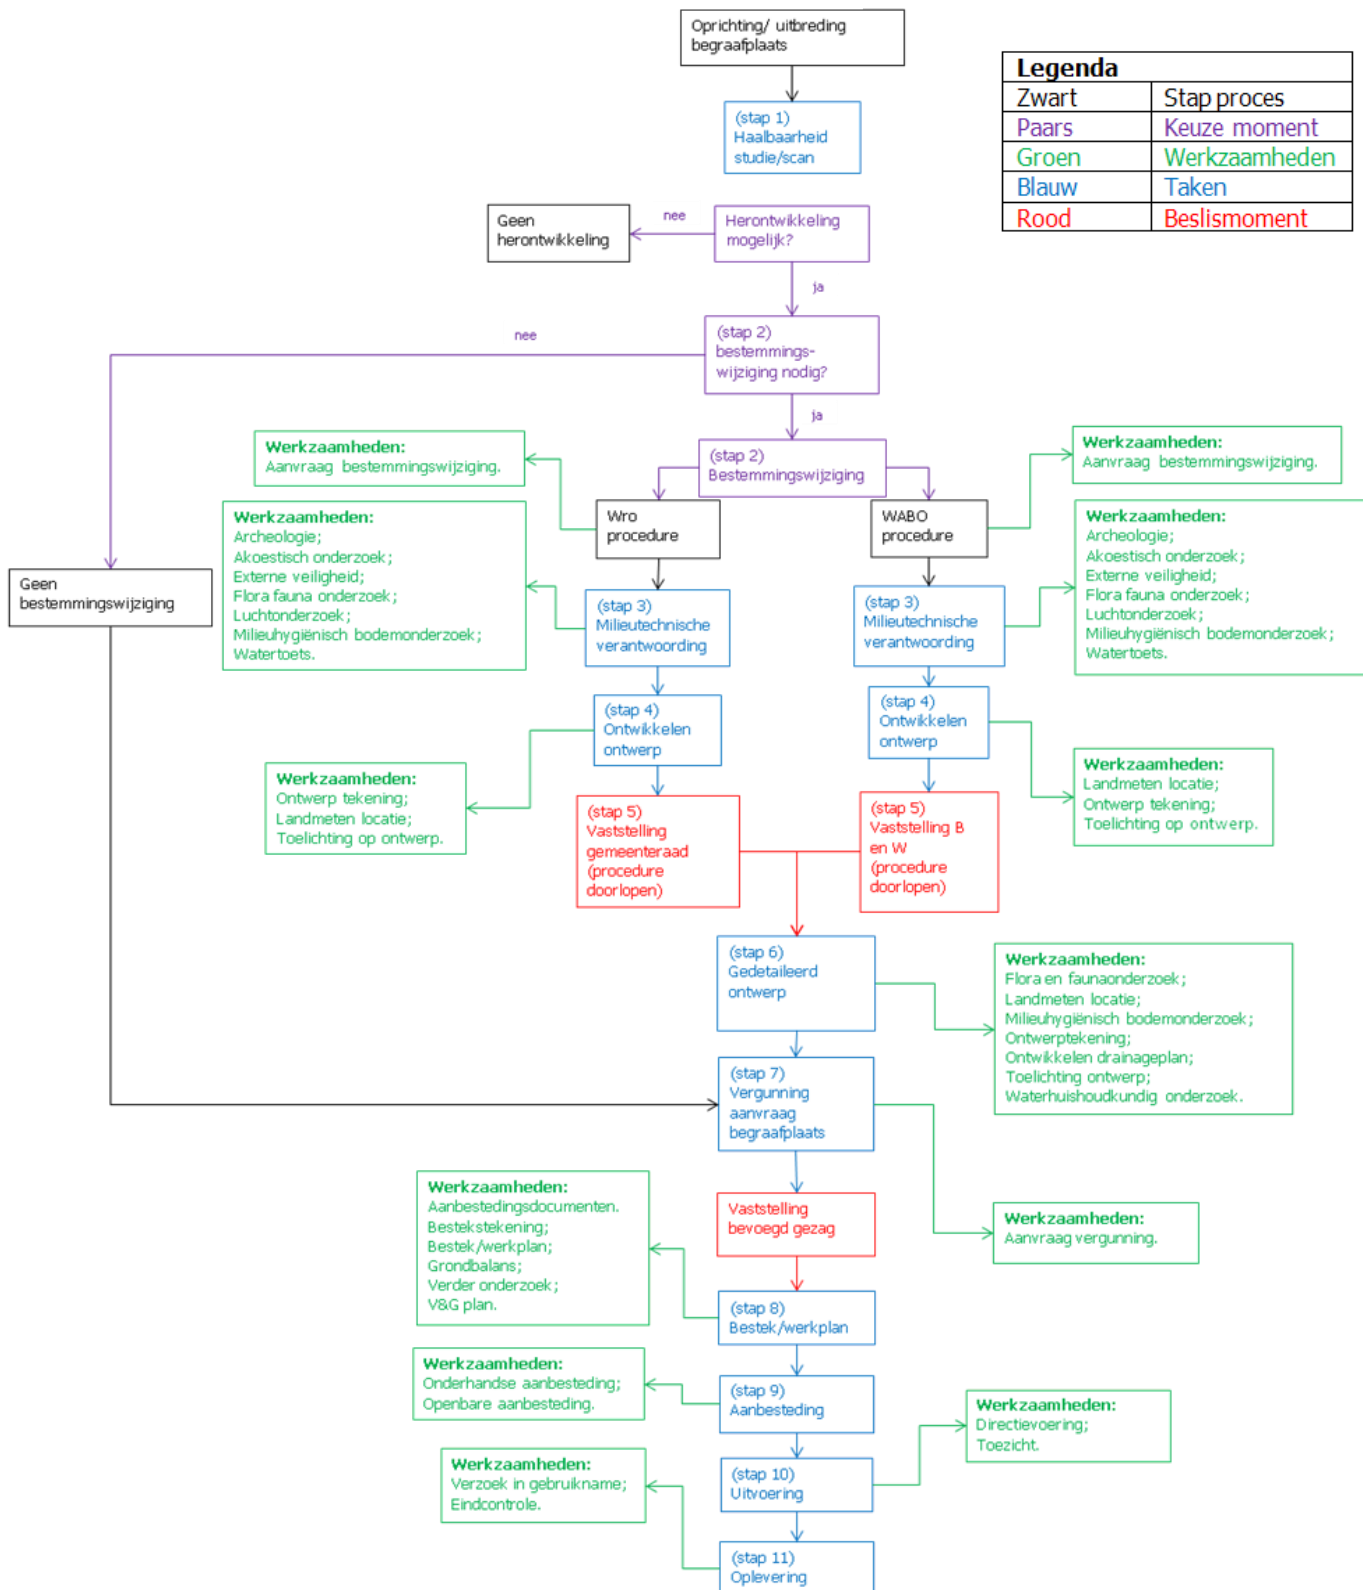 Oprichting/ uitbreding
begraafplaats
Legenda
Zwart Stap proces
Paars Keuze moment
Groen Werkzaamheden
Blauw Taken
Rood Beslismoment
(stap 1)
Haalbaarheid
studie/scan
Geen
herontwikkeling
nee
Herontwikkeling
mogelijk?
ja
nee
(stap 2)
bestemmings-
wijziging nodig?
ja
Werkzaamheden:
Aanvraag bestemmingswijziging.
(stap 2)
Bestemmingswijziging
Werkzaamheden:
Aanvraag bestemmingswijziging.
Werkzaamheden:
Archeologie;
Akoestisch onderzoek;
Externe veiligheid;
Flora fauna onderzoek;
Luchtonderzoek;
Milieuhygiënisch bodemonderzoek;
Watertoets.
Wro
procedure
WABO
procedure
Werkzaamheden:
Archeologie;
Akoestisch onderzoek;
Externe veiligheid;
Flora fauna onderzoek;
Luchtonderzoek;
Milieuhygiënisch bodemonderzoek;
Watertoets.
Geen
bestemmingswijziging
(stap 3)
Milieutechnische
verantwoording
(stap 3)
Milieutechnische
verantwoording
(stap 4)
Ontwikkelen
ontwerp
(stap 4)
Ontwikkelen
ontwerp
Werkzaamheden:
Ontwerp tekening;
Landmeten locatie;
Toelichting op ontwerp.
Werkzaamheden:
Landmeten locatie;
Ontwerp tekening;
Toelichting op ontwerp.
(stap 5)
Vaststelling
gemeenteraad
(procedure
doorlopen)
(stap 5)
Vaststelling B
en W
(procedure
doorlopen)
(stap 6)
Gedetaileerd
ontwerp
Werkzaamheden:
Flora en faunaonderzoek;
Landmeten locatie;
Milieuhygiënisch bodemonderzoek;
Ontwerptekening;
Ontwikkelen drainageplan;
Toelichting ontwerp;
Waterhuishoudkundig onderzoek.
(stap 7)
Vergunning
aanvraag
begraafplaats
Werkzaamheden:
Aanbestedingsdocumenten.
Bestekstekening;
Bestek/werkplan;
Grondbalans;
Verder onderzoek;
V&G plan.
Vaststelling
bevoegd gezag
Werkzaamheden:
Aanvraag vergunning.
(stap 8)
Bestek/werkplan
Werkzaamheden:
Onderhandse aanbesteding;
Openbare aanbesteding.
(stap 9)
Aanbesteding
Werkzaamheden:
Directievoering;
Toezicht.
Werkzaamheden:
Verzoek in gebruikname;
Eindcontrole.
(stap 10)
Uitvoering
(stap 11)
Oplevering